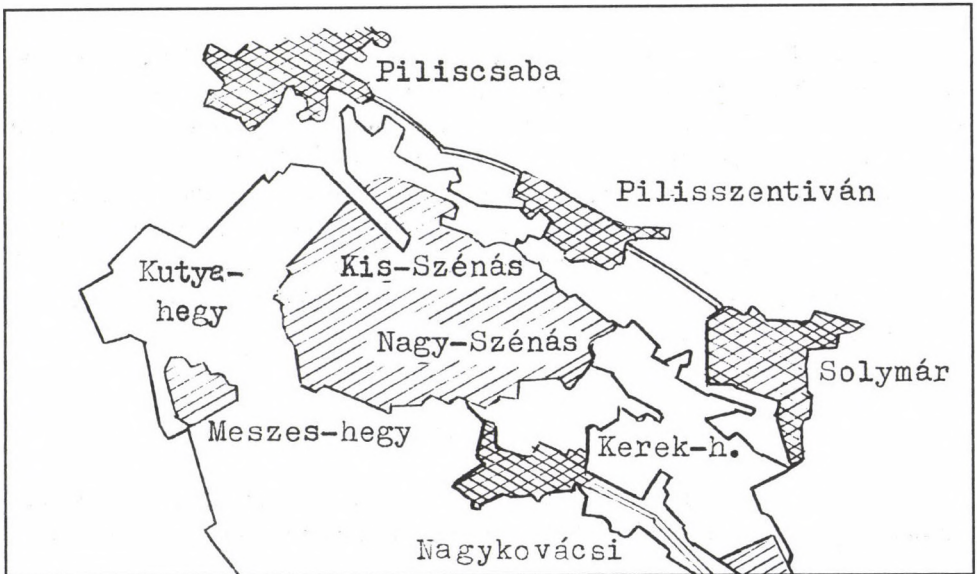 Piliscsaba
Pilisszentiván
Kutya-
hegy
Kis-Szénás
Nagy-Szénás
Solymár
Meszes-hegy
Kerek-h.
Nagykovácsi